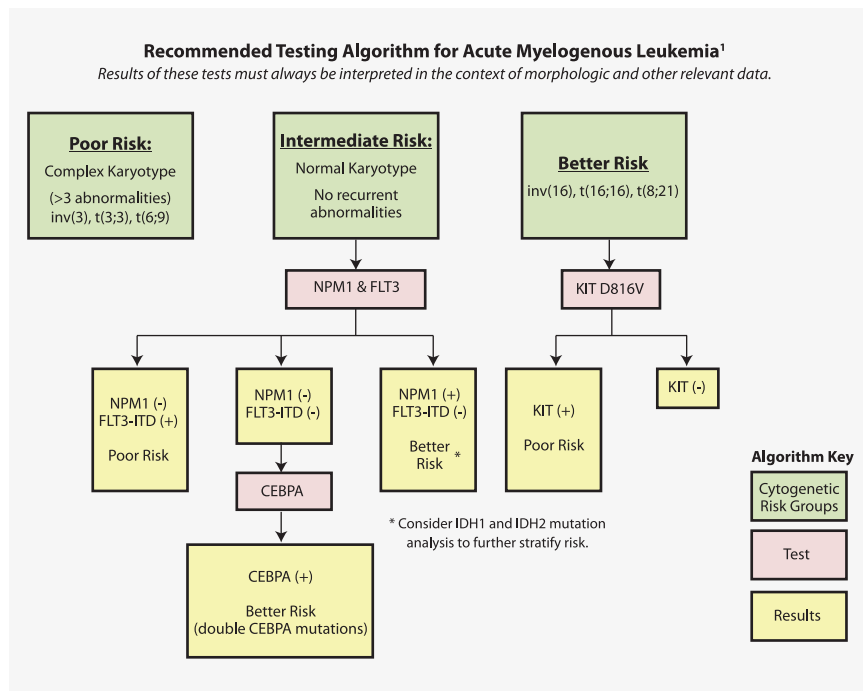 Recommended Testing Algorithm for Acute Myelogenous Leukemia¹
Results of these tests must always be interpreted in the context of morphologic and other relevant data.
Poor Risk:
Complex Karyotype
(>3 abnormalities)
inv(3), t(3;3), t(6;9)
Intermediate Risk:
Normal Karyotype
No recurrent
abnormalities
Better Risk
inv(16), t(16;16), t(8;21)
NPM1 & FLT3
KIT D816V
NPM1 (-)
FLT3-ITD (+)
Poor Risk
NPM1 (-)
FLT3-ITD (-)
NPM1 (+)
FLT3-ITD (-)
Better
Risk *
KIT (+)
Poor Risk
KIT (-)
CEBPA
* Consider IDH1 and IDH2 mutation
analysis to further stratify risk.
CEBPA (+)
Better Risk
(double CEBPA mutations)
Algorithm Key
Cytogenetic
Risk Groups
Test
Results